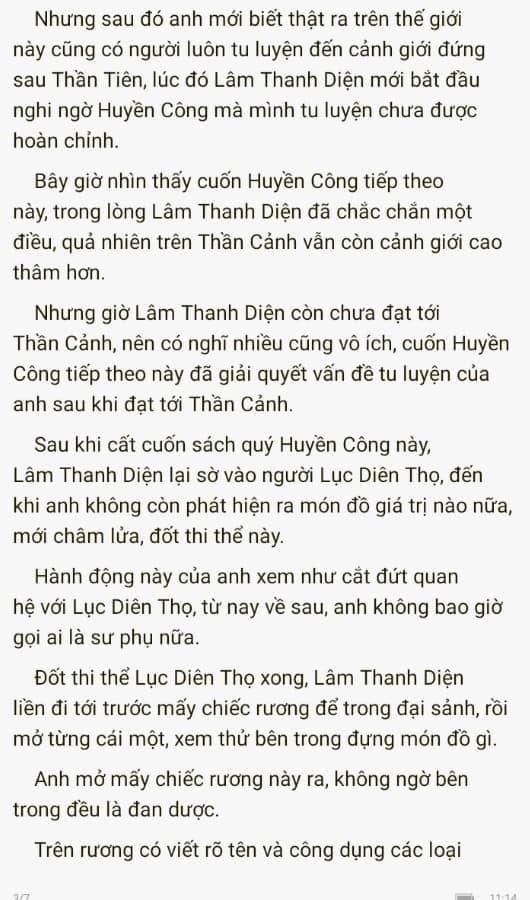 Nhưng sau đó anh mới biết thật ra trên thế giới
này cũng có người luôn tu luyện đến cảnh giới đứng
sau Thần Tiên, lúc đó Lâm Thanh Diện mới bắt đầu
nghi ngờ Huyền Công mà mình tu luyện chưa được
hoàn chỉnh.
Bây giờ nhìn thấy cuốn Huyền Công tiếp theo
này, trong lòng Lâm Thanh Diện đã chắc chắn một
điều, quả nhiên trên Thần Cảnh vẫn còn cảnh giới cao
thâm hơn.
Nhưng giờ Lâm Thanh Diện còn chưa đạt tới
Thần Cảnh, nên có nghĩ nhiều cũng vô ích, cuốn Huyền
Công tiếp theo này đã giải quyết vấn đề tu luyện của
anh sau khi đạt tới Thần Cảnh.
Sau khi cất cuốn sách quý Huyền Công này,
Lâm Thanh Diện lại sờ vào người Lục Diên Thọ, đến
khi anh không còn phát hiện ra món đồ giá trị nào nữa,
mới châm lửa, đốt thi thể này.
Hành động này của anh xem như cắt đứt quan
hệ với Lục Diên Thọ, từ nay về sau, anh không bao giờ
gọi ai là sư phụ nữa.
Đốt thi thể Lục Diên Thọ xong, Lâm Thanh Diện
liền đi tới trước mấy chiếc rương để trong đại sảnh, rồi
mở từng cái một, xem thử bên trong đựng món đồ gì.
Anh mở mấy chiếc rương này ra, không ngờ bên
trong đều là đan dược.
Trên rương có viết rõ tên và công dụng các loại
3/7
11:14